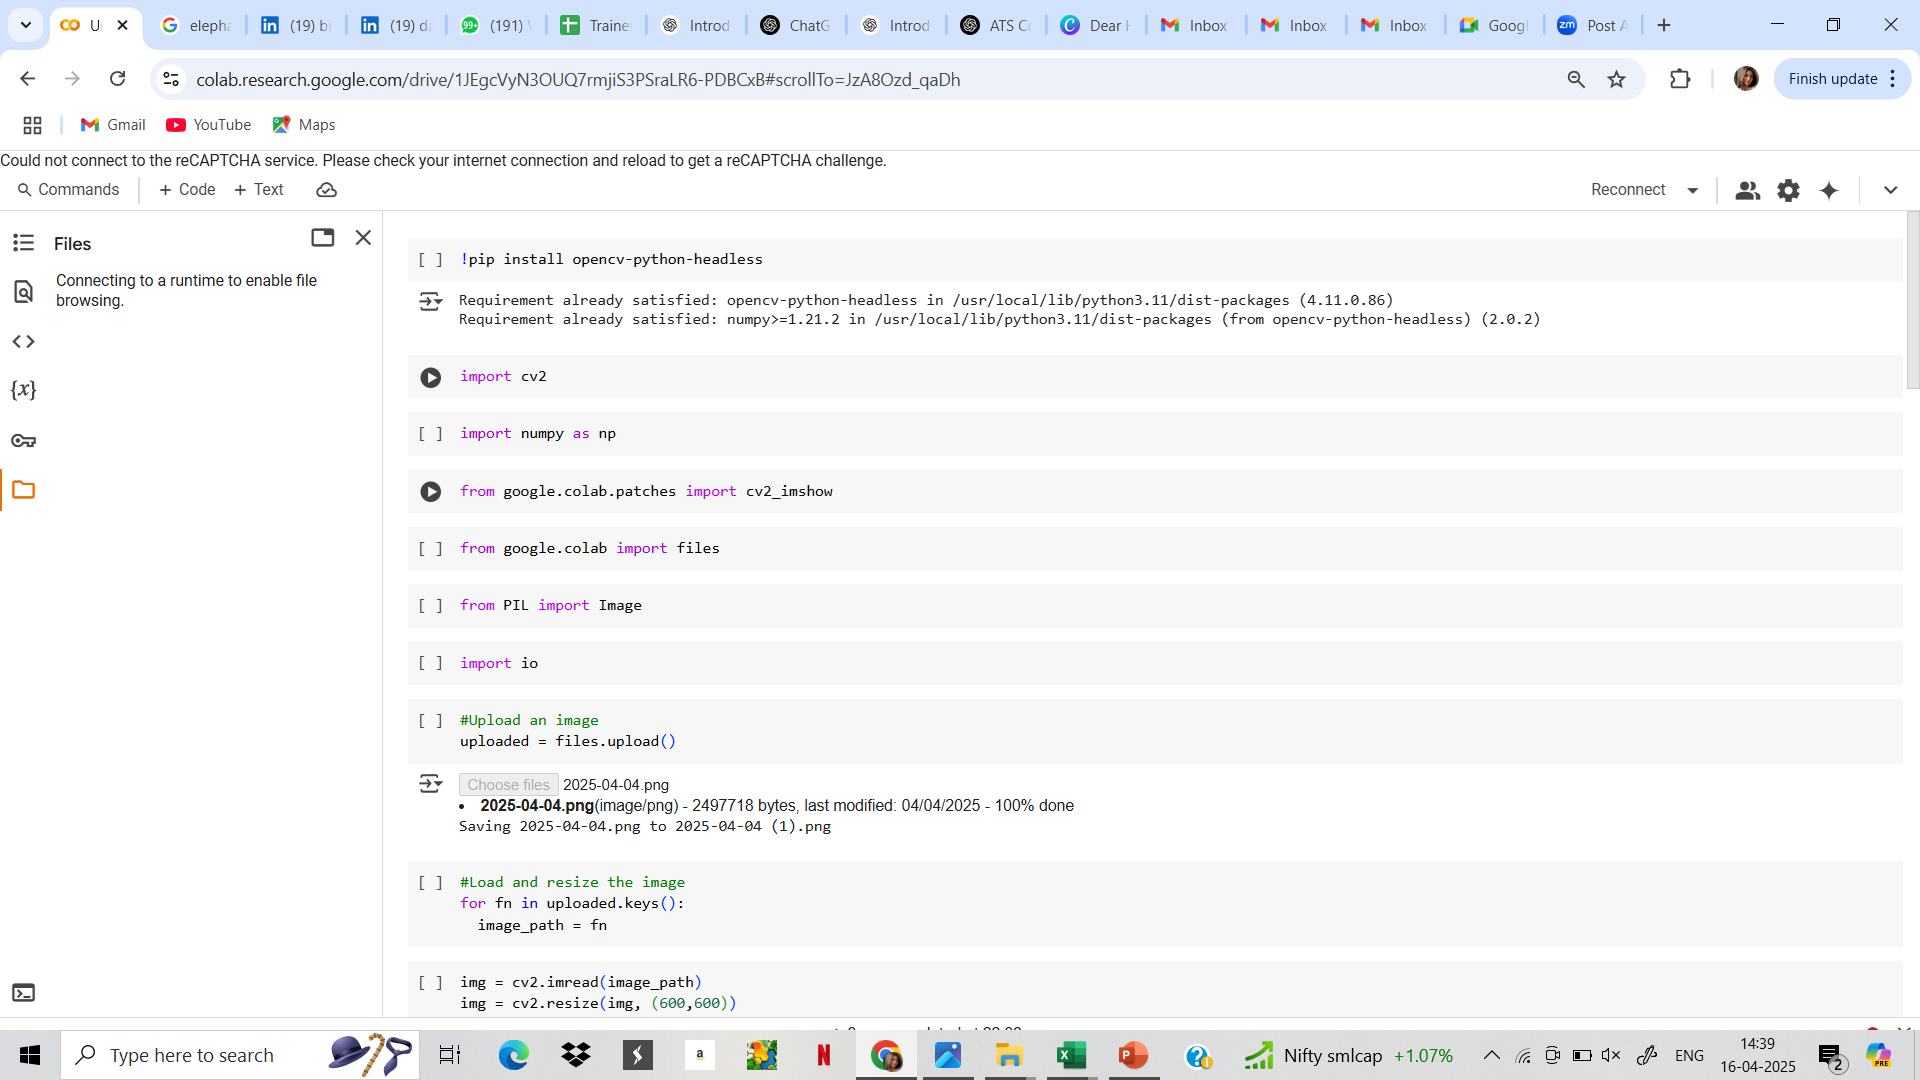 U
eleph
(19) bi
(19) da
99+
(191) \
Traine
Introd
ChatG
Introd
ATS Co
Dear H
Inbox
Inbox
Inbox
Googl
zm
Post A
colab.research.google.com/drive/1JEgcVyN3OUQ7rmjiS3PSraLR6-PDBCxB#scrollTo=JzA8Ozd_qaDh
Finish update
Gmail
YouTube
Maps
Could not connect to the reCAPTCHA service. Please check your internet connection and reload to get a reCAPTCHA challenge.
Commands
+ Code
+ Text
Reconnect
Files
Connecting to a runtime to enable file
browsing.
{x}
[ ] !pip install opencv-python-headless
Requirement already satisfied: opencv-python-headless in /usr/local/lib/python3.11/dist-packages (4.11.0.86)
Requirement already satisfied: numpy>=1.21.2 in /usr/local/lib/python3.11/dist-packages (from opencv-python-headless) (2.0.2)
import cv2
[ ] import numpy as np
from google.colab.patches import cv2_imshow
[ ] from google.colab import files
[ ] from PIL import Image
[ ] import io
[ ] #Upload an image
uploaded = files.upload()
Choose files 2025-04-04.png
• 2025-04-04.png(image/png) - 2497718 bytes, last modified: 04/04/2025 - 100% done
Saving 2025-04-04.png to 2025-04-04 (1).png
[ ] #Load and resize the image
for fn in uploaded.keys():
image_path = fn
[ ] img = cv2.imread(image_path)
img = cv2.resize(img, (600,600))
Type here to search
a
N
Nifty smlcap +1.07%
ENG
14:39
16-04-2025
2
PRE